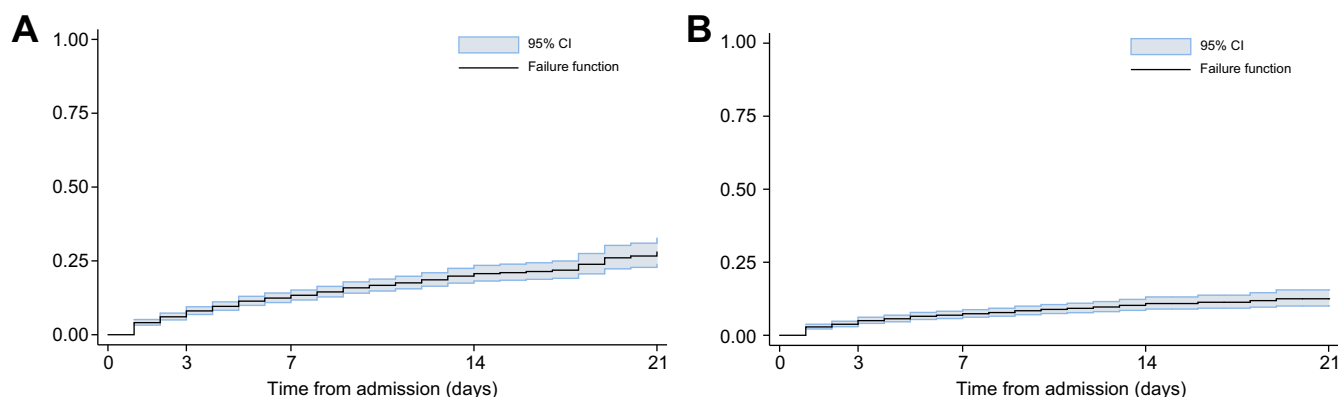 A
1.00
0.75
0.50
0.25
0.00
95% CI
Failure function
0 3 7 14 21
Time from admission (days)
B
1.00
0.75
0.50
0.25
0.00
95% CI
Failure function
0 3 7 14 21
Time from admission (days)